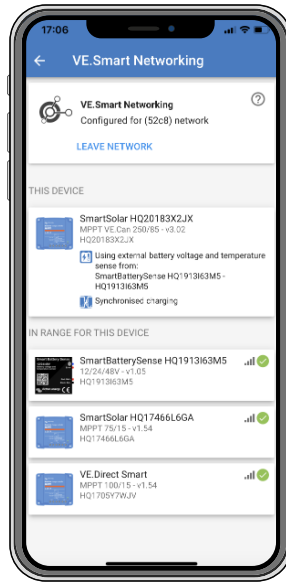 17:06
VE.Smart Networking
VE.Smart Networking
Configured for (52c8) network
LEAVE NETWORK
THIS DEVICE
SmartSolar HQ20183X2JX
MPPT VE.Can 250/85 - v3.02
HQ20183X2JX
Using external battery voltage and temperature
sense from:
SmartBatterySense HQ1913I63M5 -
HQ1913I63M5
Synchronised charging
IN RANGE FOR THIS DEVICE
SmartBatterySense HQ1913I63M5
12/24/48V - v1.05
HQ1913I63M5
SmartSolar HQ17466L6GA
MPPT 75/15 - v1.54
HQ17466L6GA
VE.Direct Smart
MPPT 100/15 - v1.54
HQ1705Y7WJV